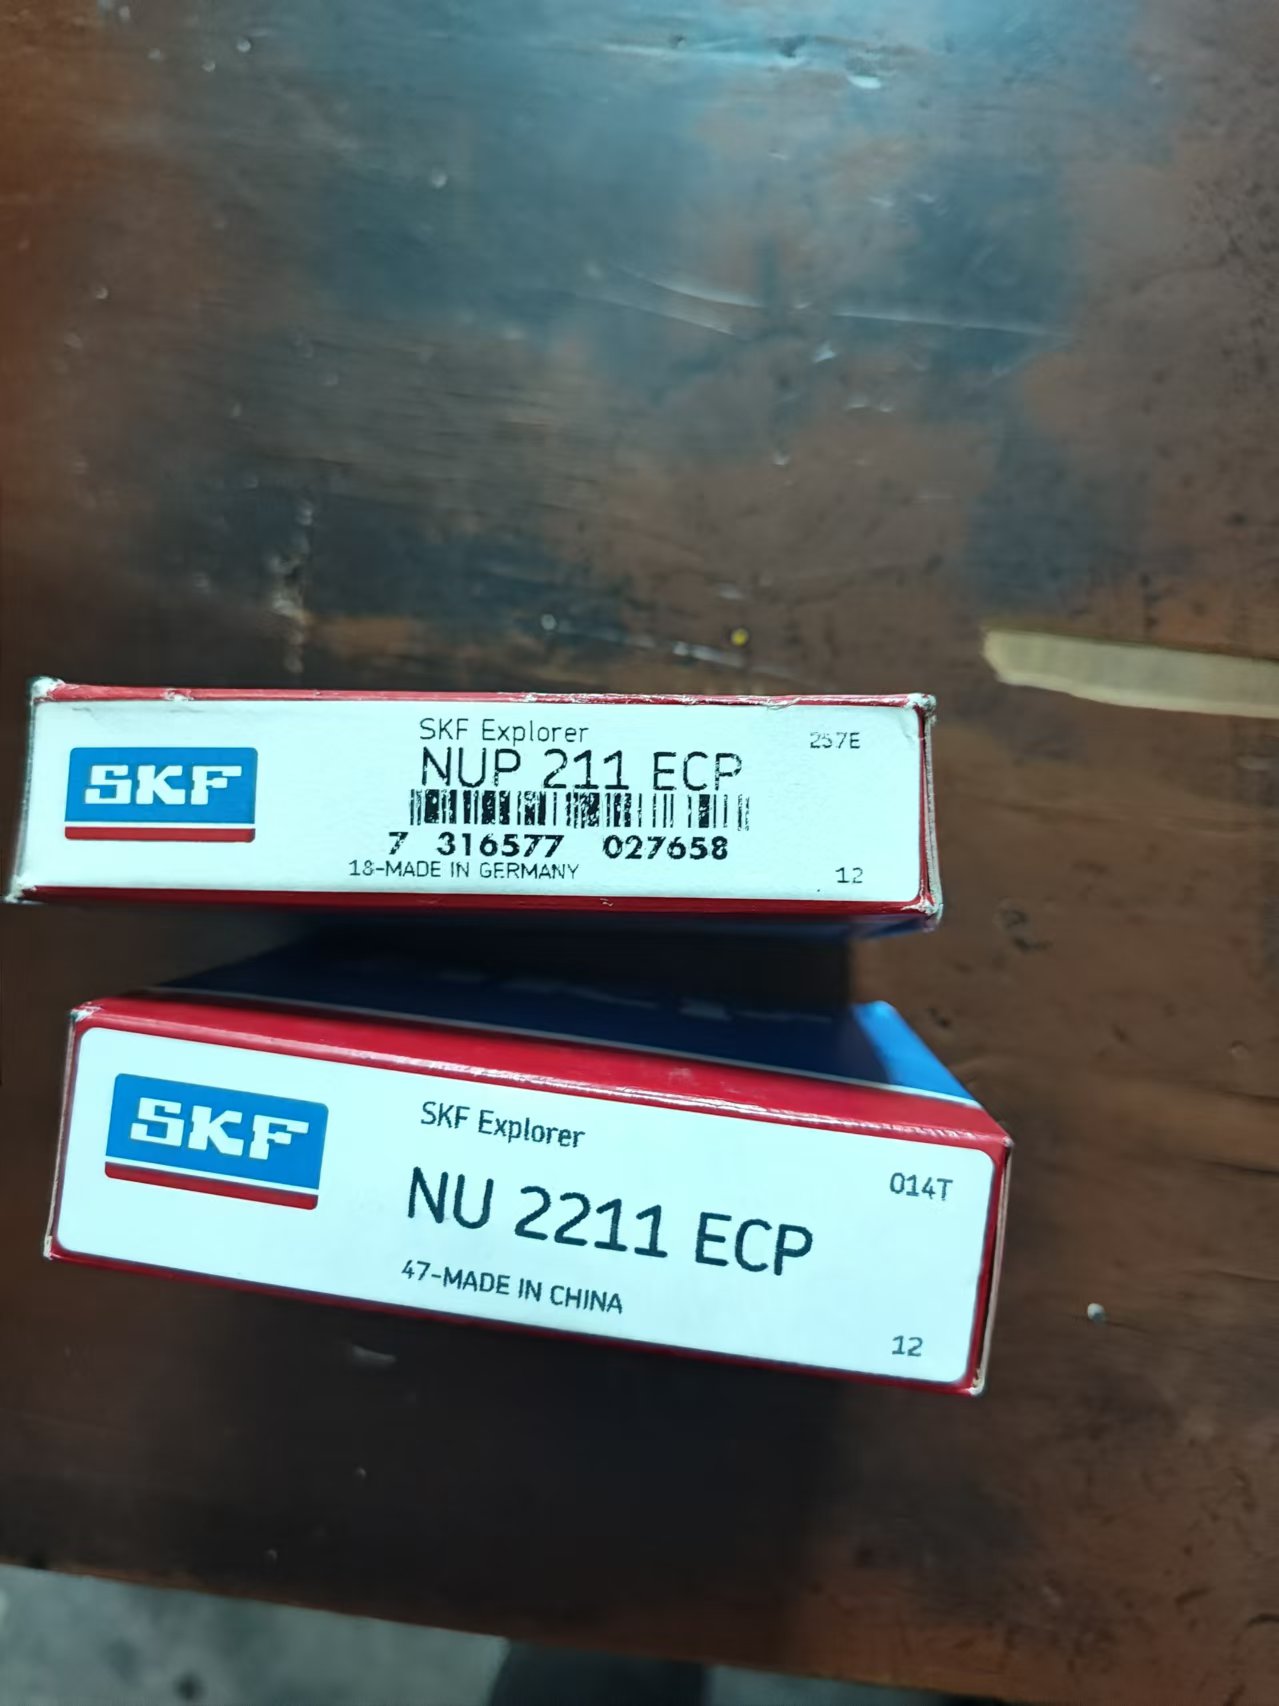 SKF
SKF Explorer
257E
NUP 211 ECP
7 316577 027658
18-MADE IN GERMANY
12
SKF
SKF Explorer
014T
NU 2211 ECP
47-MADE IN CHINA
12